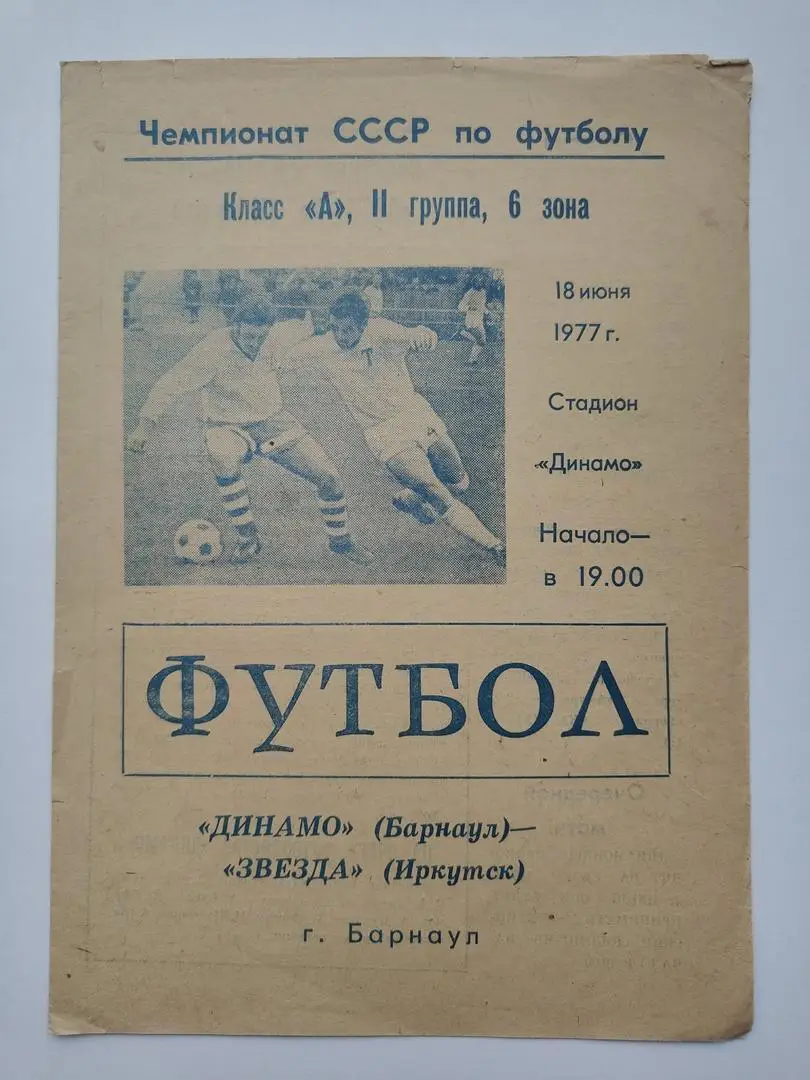 Чемпионат СССР по футболу
Класс «А», II группа, 6 зона
18 июня
1977 г.
Стадион
«Динамо»
Начало—
в 19.00
Т
ФУТБОЛ
«ДИНАМО» (Барнаул)—
«ЗВЕЗДА» (Иркутск)
г. Барнаул